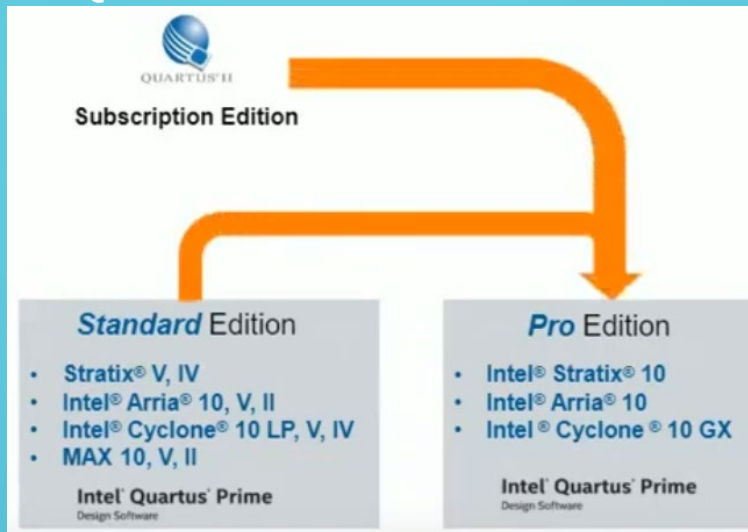 QUARTUS® II
Subscription Edition
Standard Edition
• Stratix® V, IV
• Intel® Arria® 10, V, II
• Intel® Cyclone® 10 LP, V, IV
• MAX 10, V, II
Intel® Quartus® Prime
Design Software
Pro Edition
• Intel® Stratix® 10
• Intel® Arria® 10
• Intel® Cyclone® 10 GX
Intel® Quartus® Prime
Design Software